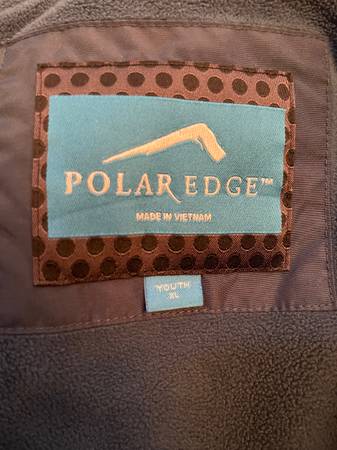 POLAR EDGE™
MADE IN VIETNAM
YOUTH
XL